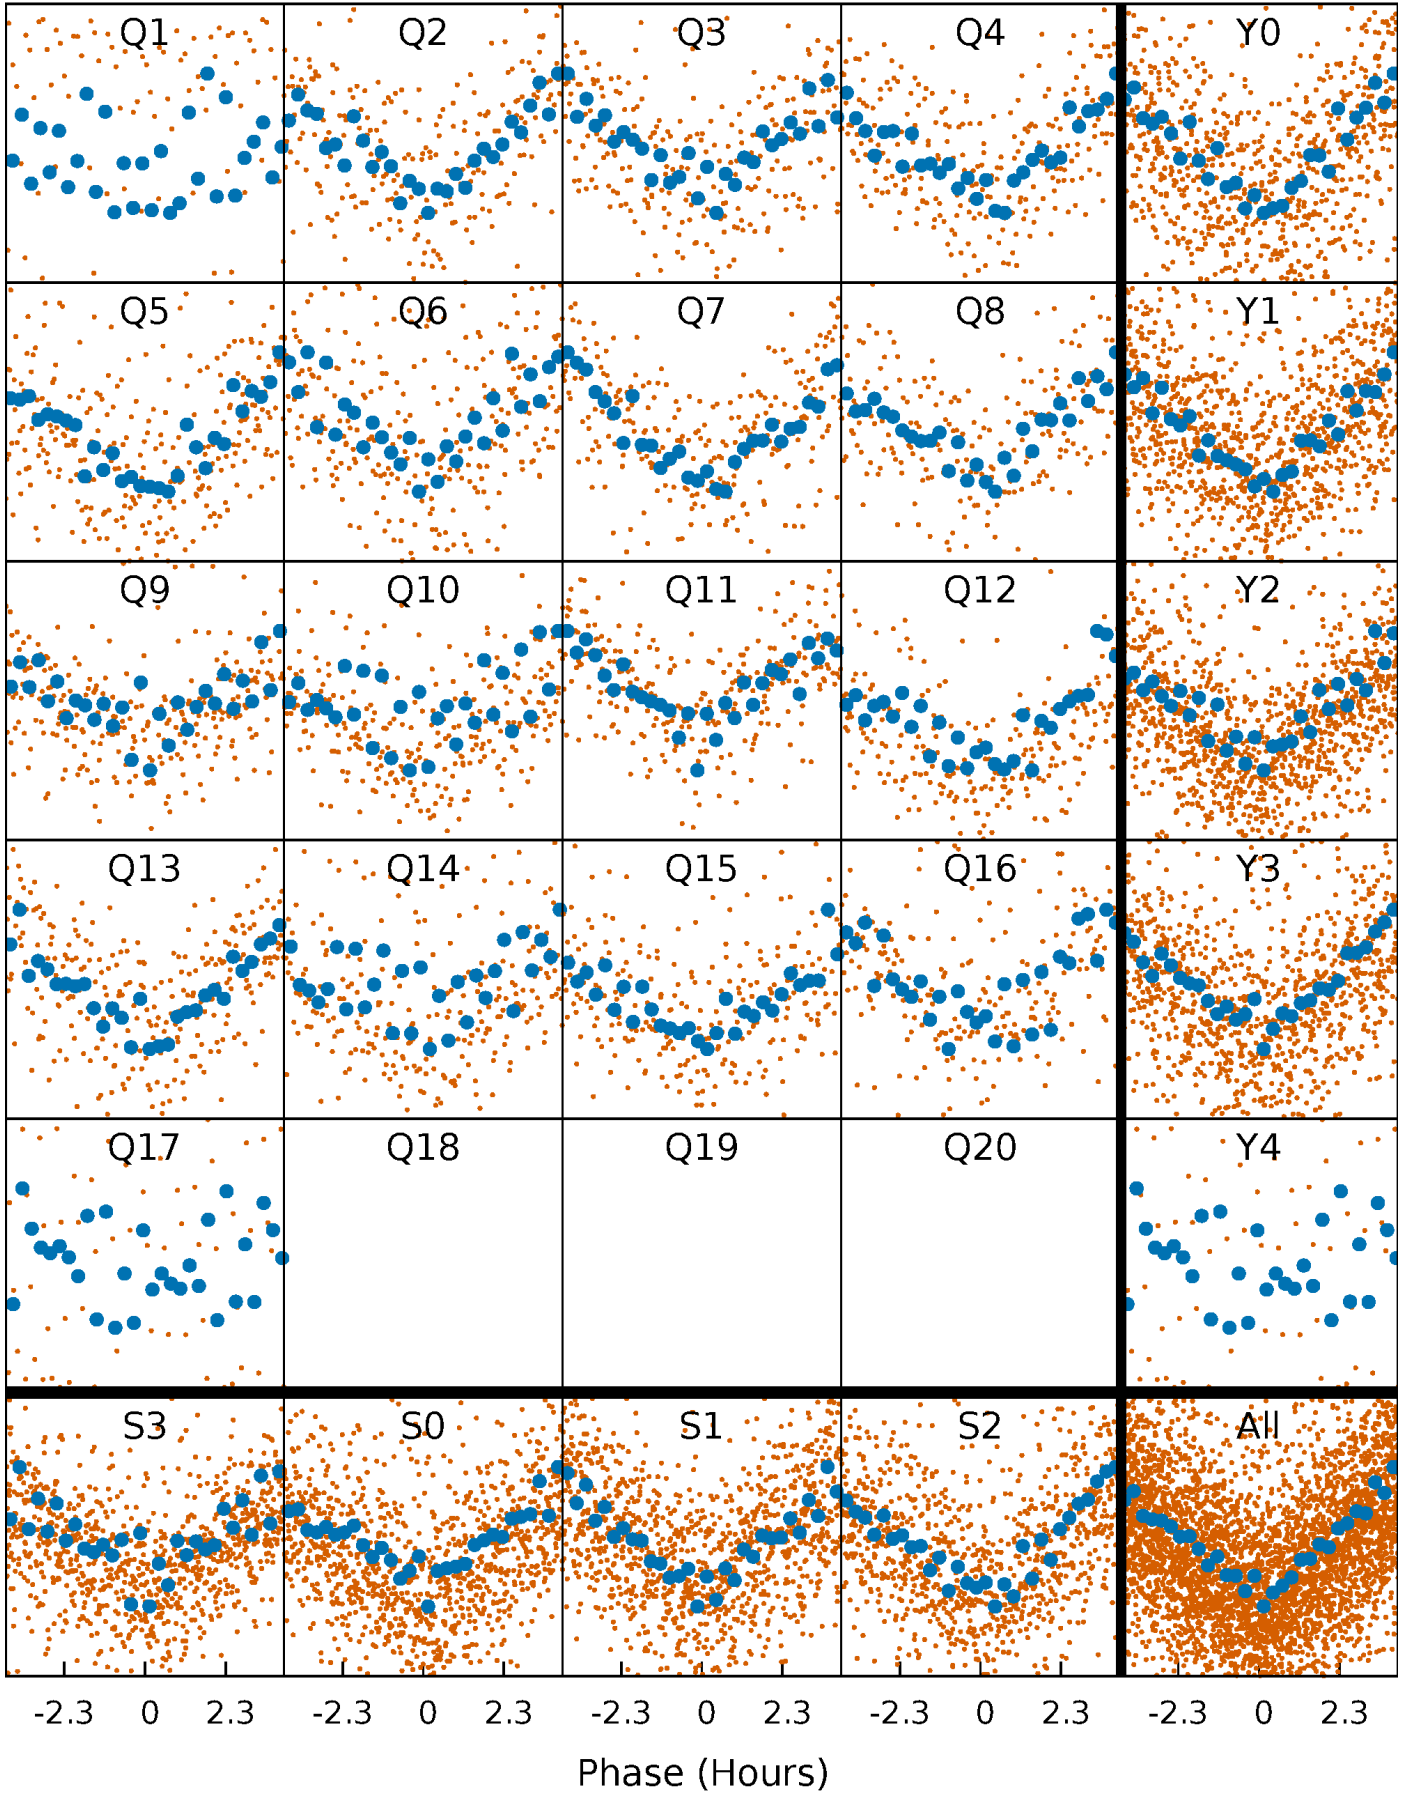 Q1 Q2 Q3 Q4 Y0
Q5 Q6 Q7 Q8 Y1
Q9 Q10 Q11 Q12 Y2
Q13 Q14 Q15 Q16 Y3
Q17 Q18 Q19 Q20 Y4
S3 S0 S1 S2 All
-2.3 0 2.3 -2.3 0 2.3 -2.3 0 2.3 -2.3 0 2.3 -2.3 0 2.3
Phase (Hours)